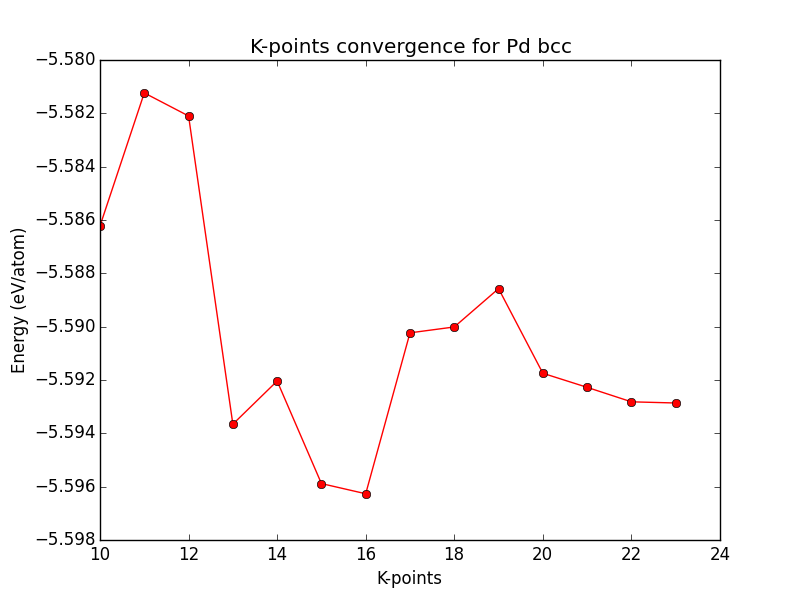 K-points convergence for Pd bcc
Energy (eV/atom)
−5.580
−5.582
−5.584
−5.586
−5.588
−5.590
−5.592
−5.594
−5.596
−5.598
10 12 14 16 18 20 22 24
K-points